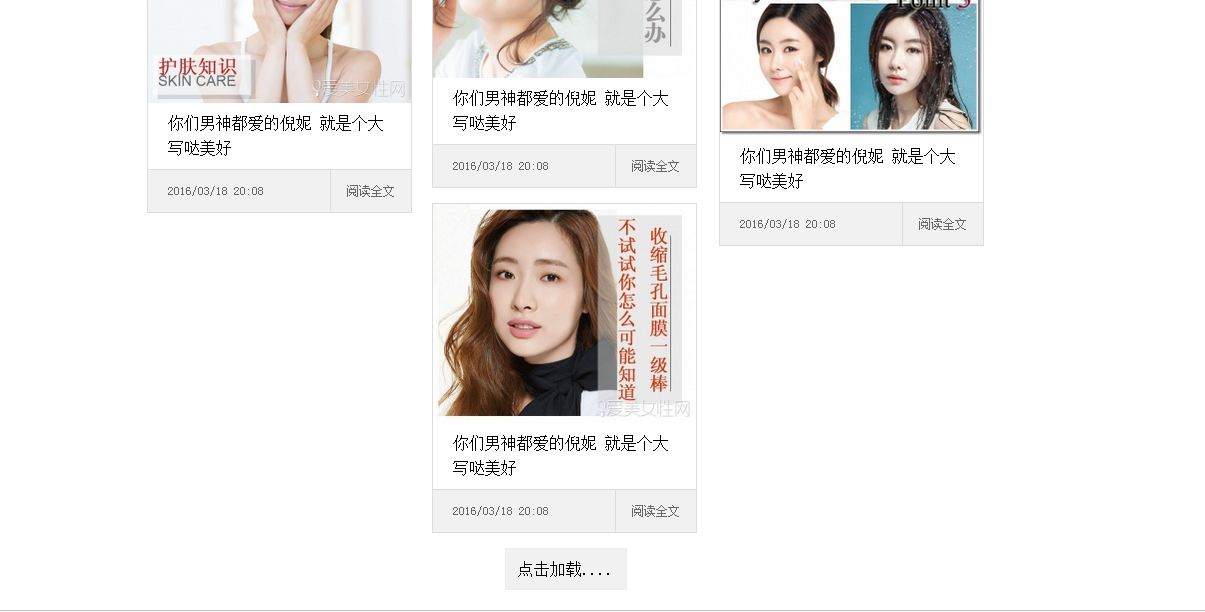 护肤知识
SKIN CARE
爱美女性网
你们男神都爱的倪妮 就是个大
写哒美好
2016/03/18 20:08
阅读全文
么办
你们男神都爱的倪妮 就是个大
写哒美好
2016/03/18 20:08
阅读全文
收缩毛孔面膜一级棒
不试试你怎么可能知道
爱美女性网
你们男神都爱的倪妮 就是个大
写哒美好
2016/03/18 20:08
阅读全文
你们男神都爱的倪妮 就是个大
写哒美好
2016/03/18 20:08
阅读全文
点击加载....